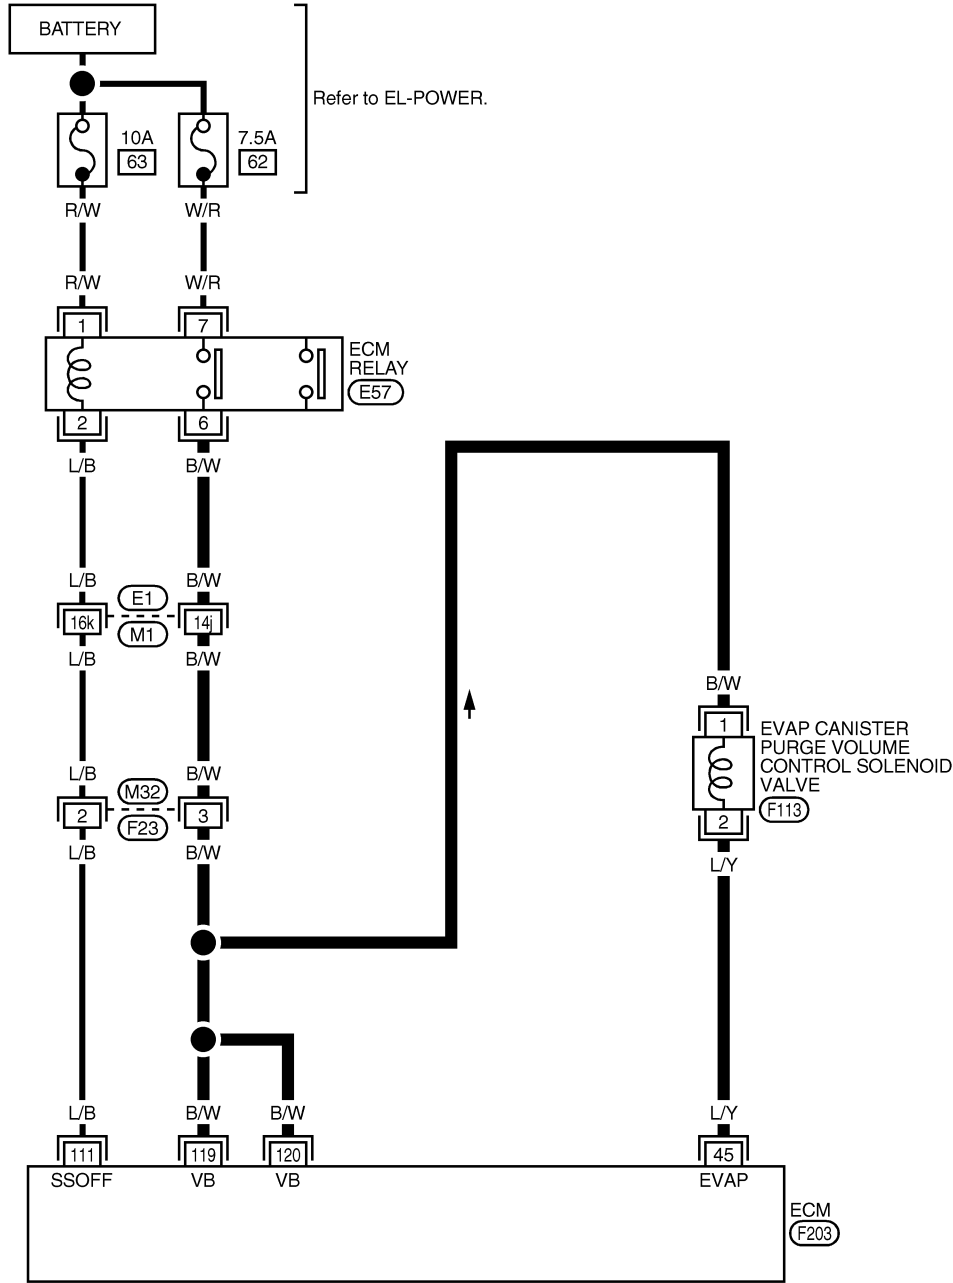 BATTERY
Refer to EL-POWER.
10A
63
7.5A
62
R/W
W/R
R/W
W/R
1
7
ECM
RELAY
E57
2
6
L/B
B/W
L/B
E1
B/W
16k
14j
M1
L/B
B/W
B/W
1
EVAP CANISTER
PURGE VOLUME
CONTROL SOLENOID
VALVE
F113
2
L/B
M32
B/W
2
3
F23
L/B
B/W
L/Y
L/B
B/W
B/W
L/Y
111
119
120
45
SSOFF
VB
VB
EVAP
ECM
F203